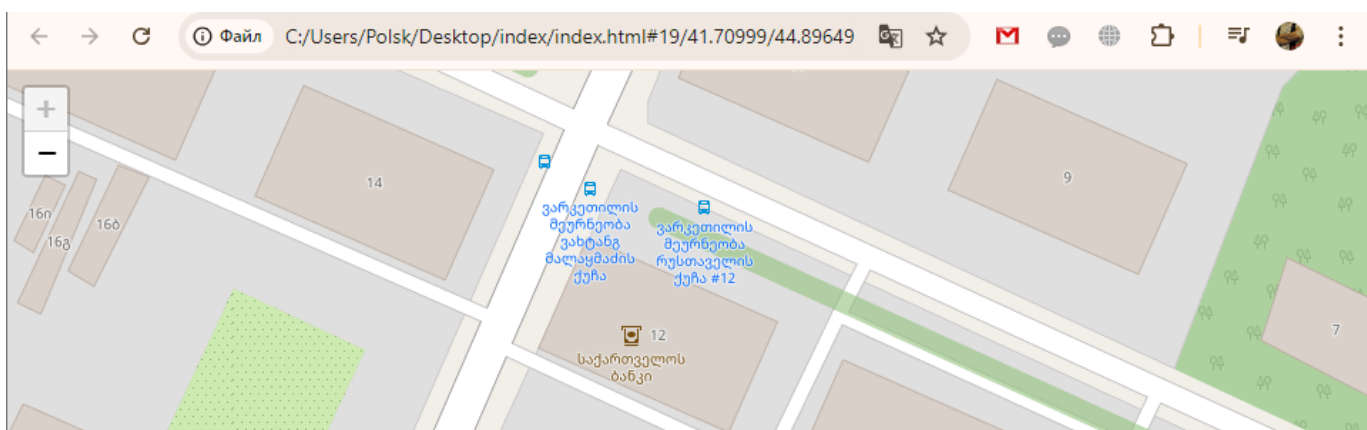 Файл
C:/Users/Polsk/Desktop/index/index.html#19/41.70999/44.89649
+
−
14
9
16ი
16გ
16ბ
ვარკეთილის
მეურნეობა
ვახტანგ
მალაყმაძის
ქუჩა
ვარკეთილის
მეურნეობა
რუსთაველის
ქუჩა #12
12
საქართველოს
ბანკი
7